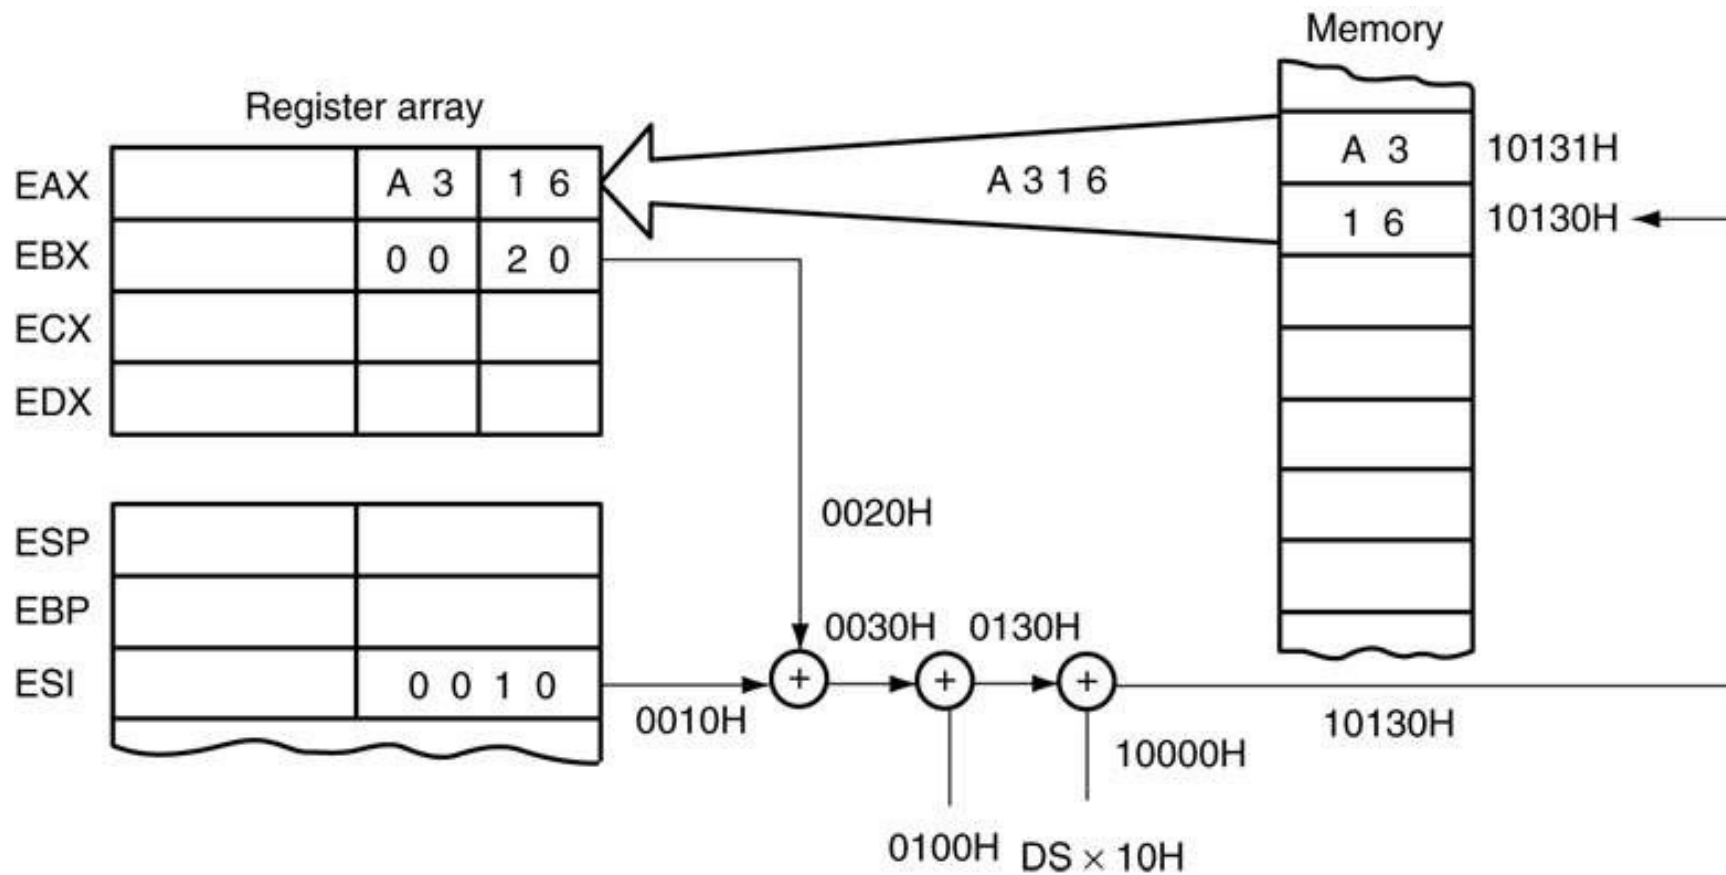 Memory
Register array
A 3 10131H
EAX A 3 1 6
A 3 1 6
1 6 10130H
EBX 0 0 2 0
ECX
EDX
0020H
ESP
EBP
0030H 0130H
ESI 0 0 1 0
+ + +
0010H
10130H
10000H
0100H DS × 10H